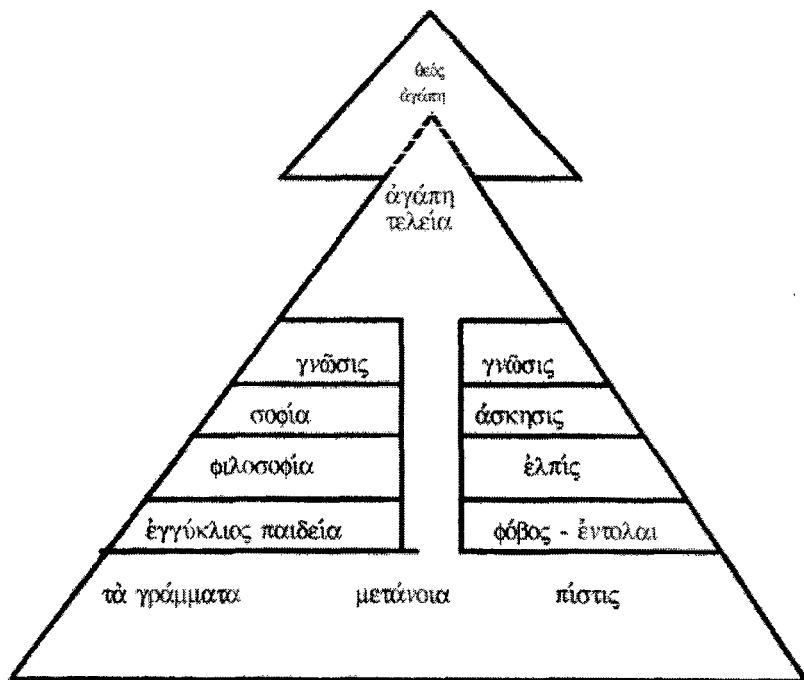 θεός
ἀγάπη
ἀγάπη
τελεία
γνῶσις γνῶσις
σοφία ἄσκησις
φιλοσοφία ἐλπίς
ἐγγύκλιος παιδεία φόβος - ἐντολαι
τὰ γράμματα μετάνοια πίστις